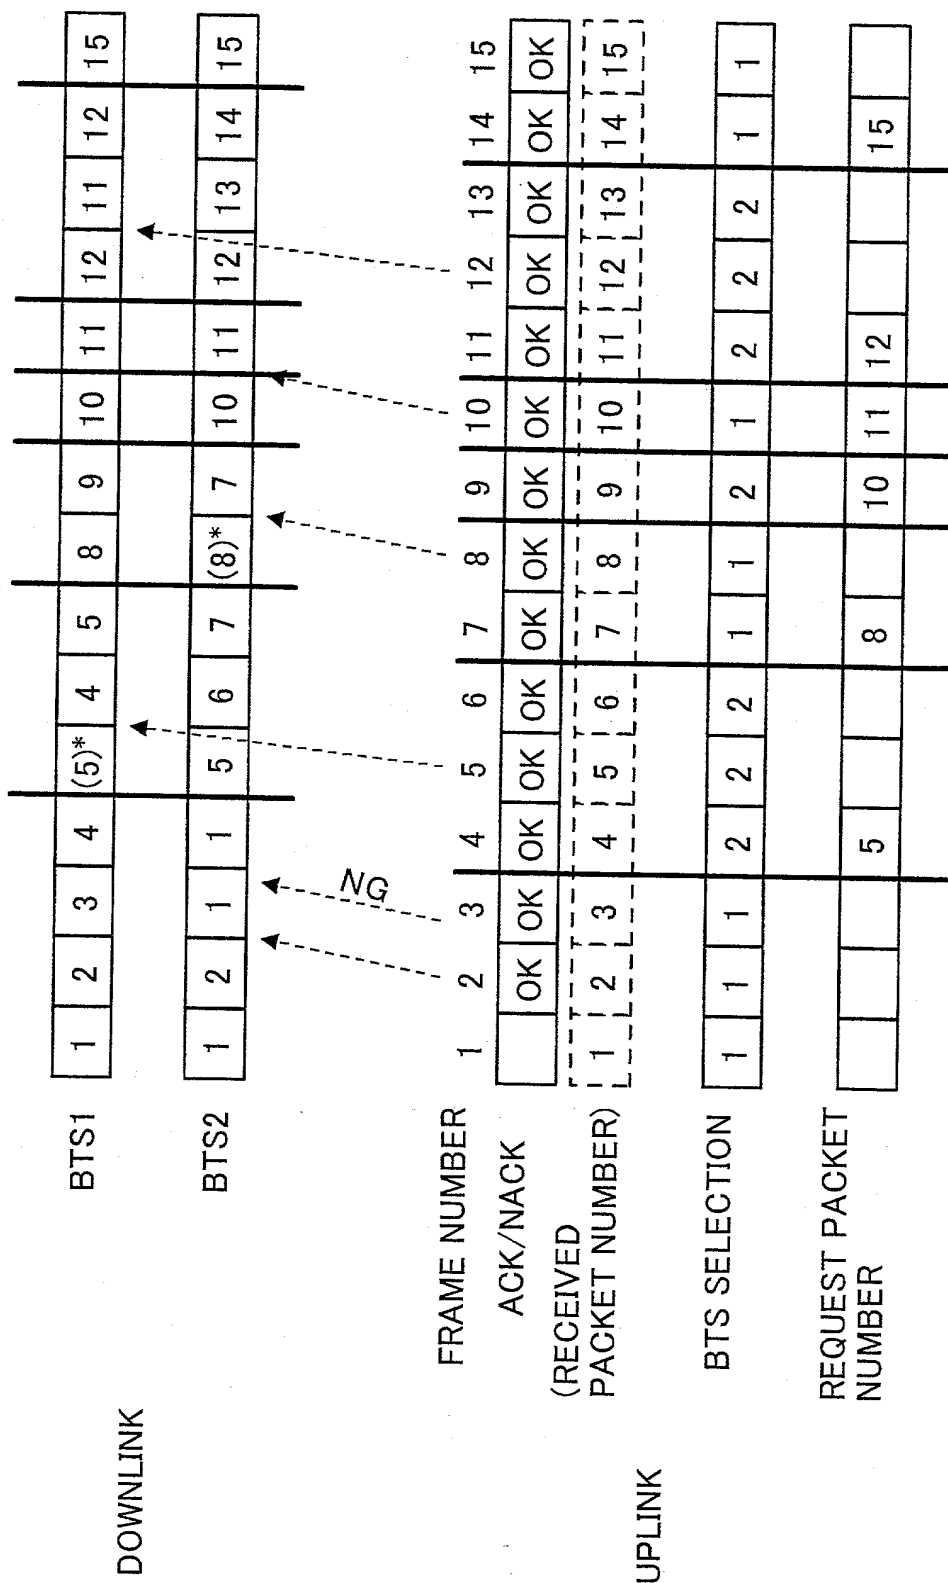 DOWNLINK
BTS1 1 2 3 4 (5)* 4 5 8 9 10 11 12 11 12 15
BTS2 1 2 1 1 5 6 7 (8)* 7 10 11 12 13 14 15
NG
UPLINK
FRAME NUMBER 1 2 3 4 5 6 7 8 9 10 11 12 13 14 15
ACK/NACK OK OK OK OK OK OK OK OK OK OK OK OK OK OK
(RECEIVED
PACKET NUMBER) 1 2 3 4 5 6 7 8 9 10 11 12 13 14 15
BTS SELECTION 1 1 1 2 2 2 1 1 2 1 2 2 2 1 1
REQUEST PACKET
NUMBER 5 8 10 11 12 15